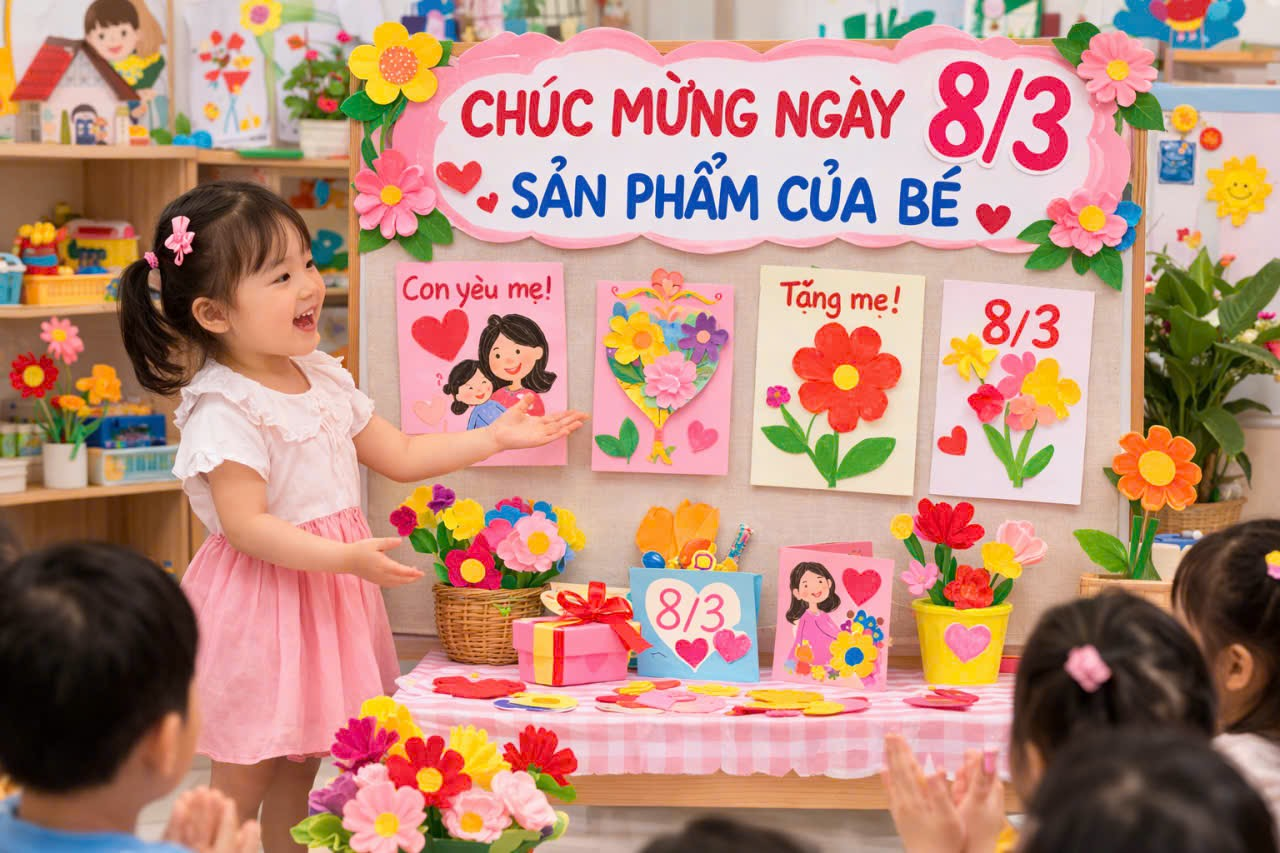 CHÚC MỪNG NGÀY 8/3
SẢN PHẨM CỦA BÉ
Con yêu mẹ!
Tặng mẹ!
8/3
8/3